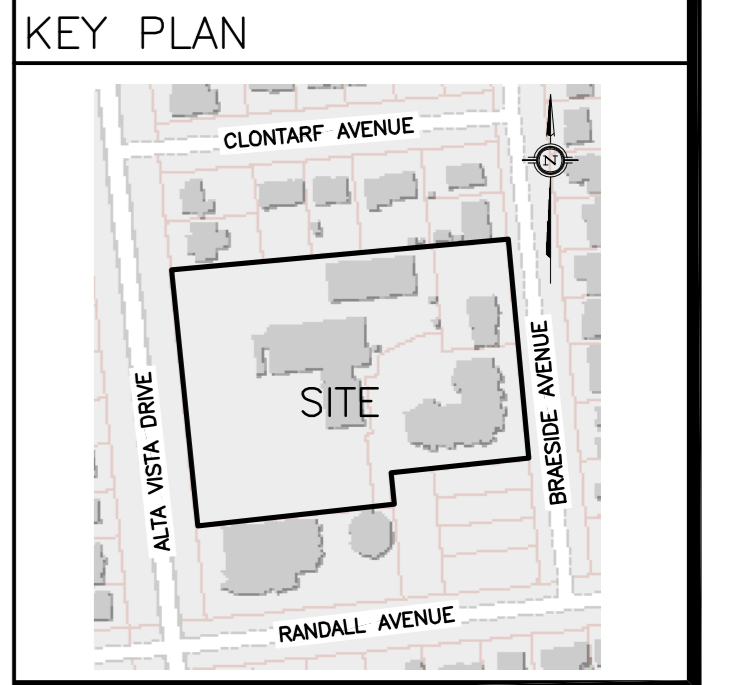 KEY PLAN
CLONTARF AVENUE
N
SITE
ALTA VISTA DRIVE
BRAESIDE AVENUE
RANDALL AVENUE